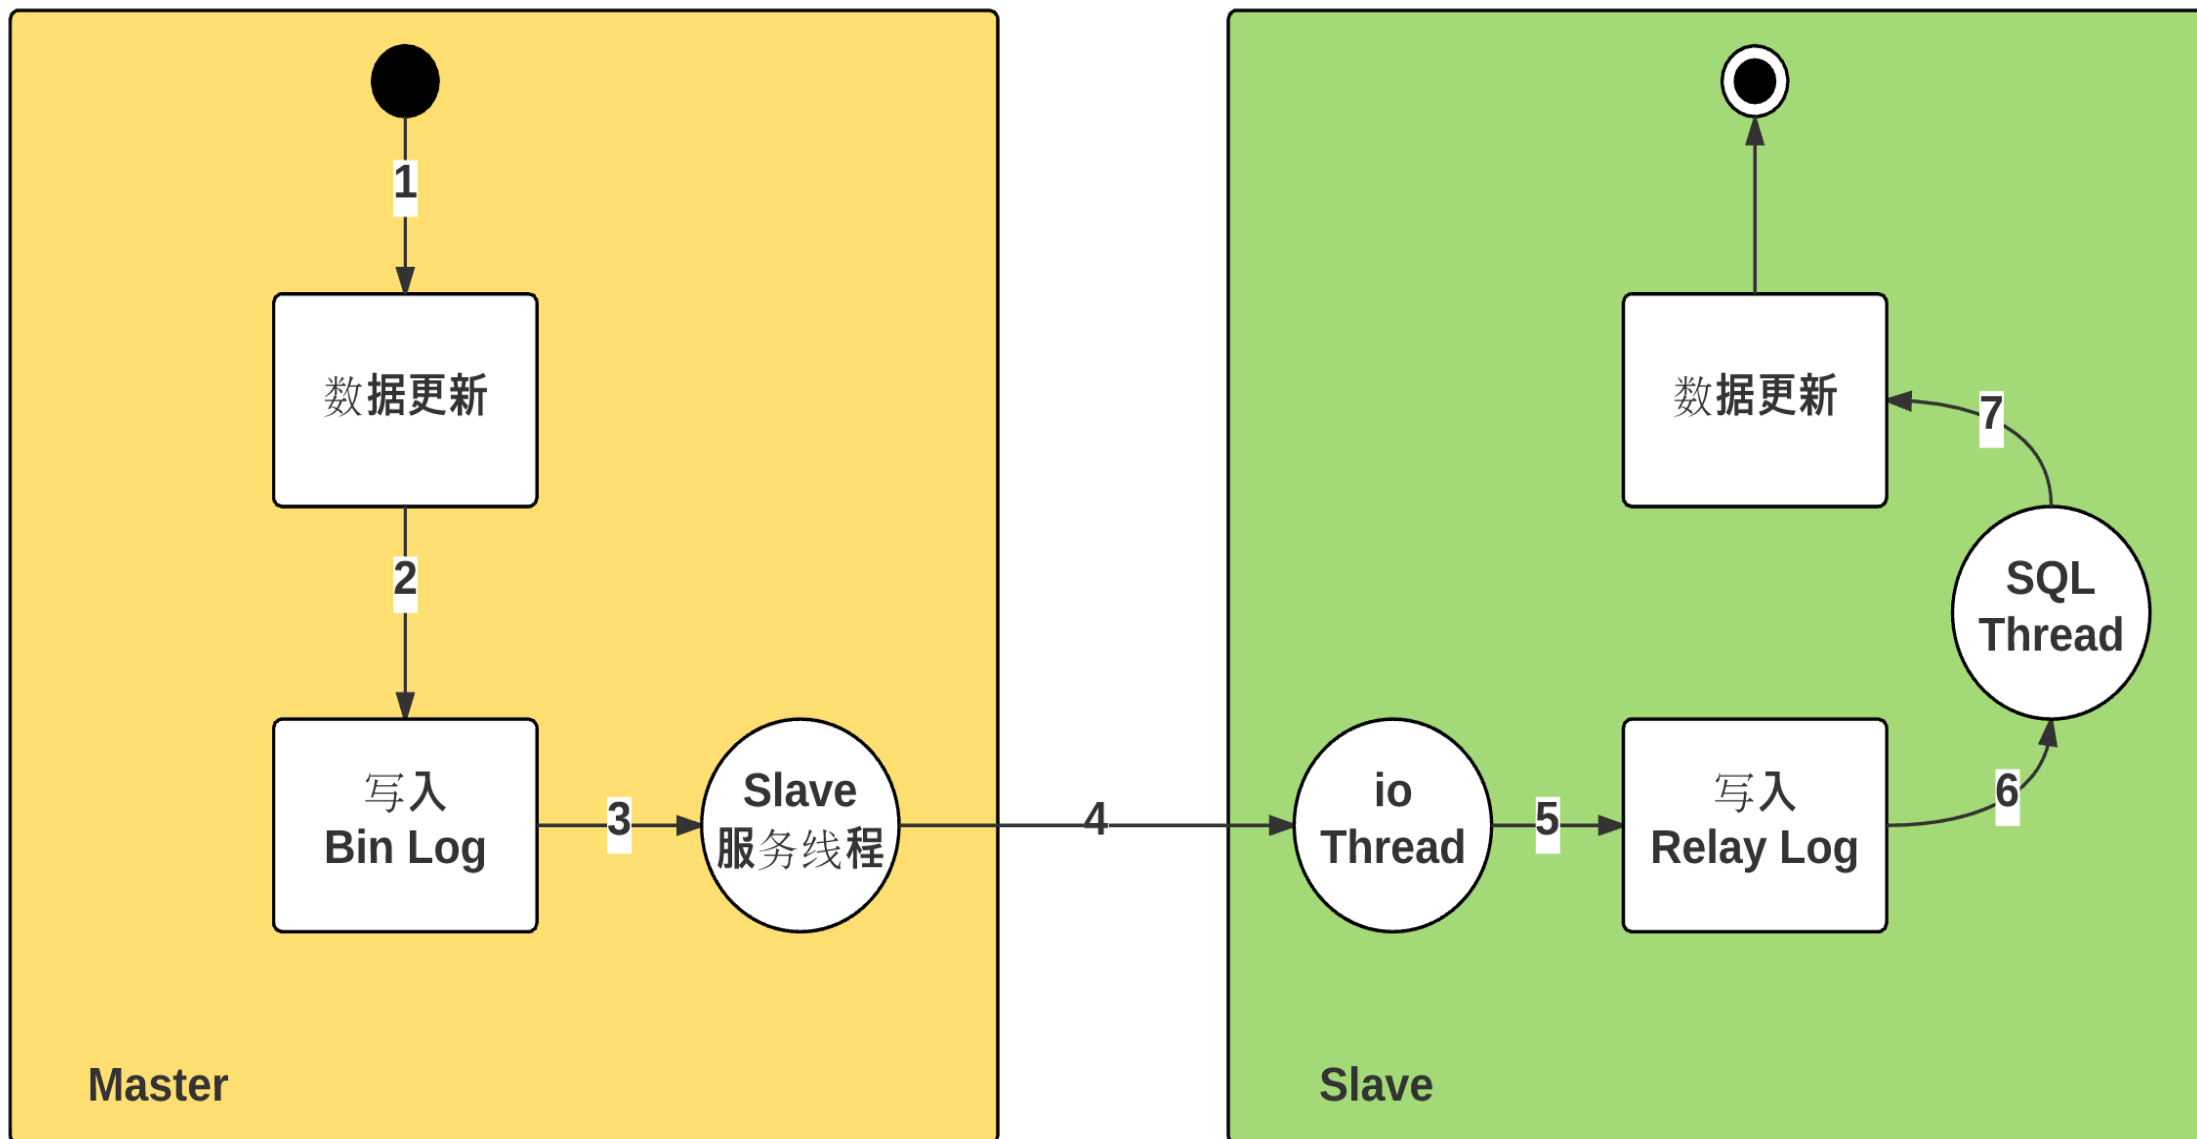 1
数据更新
2
写入
Bin Log
3
Slave
服务线程
4
io
Thread
5
写入
Relay Log
6
SQL
Thread
7
数据更新
Master
Slave